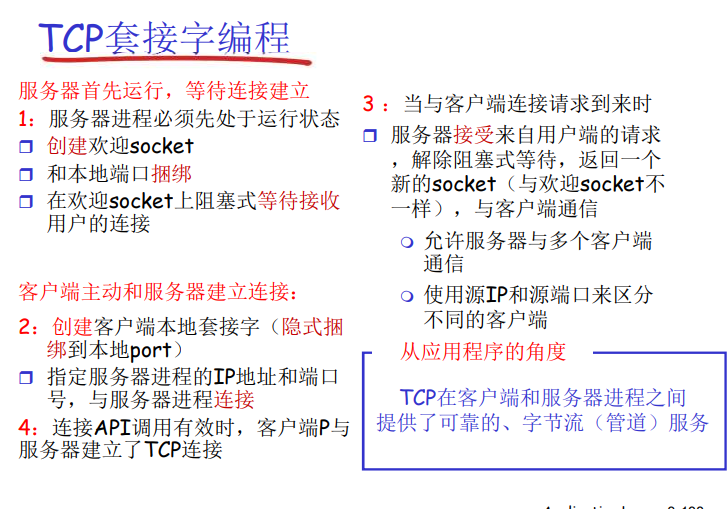 TCP套接字编程
服务器首先运行，等待连接建立
1：服务器进程必须先处于运行状态
创建欢迎socket
和本地端口捆绑
在欢迎socket上阻塞式等待接收
用户的连接
客户端主动和服务器建立连接：
2：创建客户端本地套接字（隐式捆
绑到本地port）
指定服务器进程的IP地址和端口
号，与服务器进程连接
4：连接API调用有效时，客户端P与
服务器建立了TCP连接
3 ：当与客户端连接请求到来时
服务器接受来自用户端的请求
，解除阻塞式等待，返回一个
新的socket（与欢迎socket不
一样），与客户端通信
允许服务器与多个客户端
通信
使用源IP和源端口来区分
不同的客户端
从应用程序的角度
TCP在客户端和服务器进程之间
提供了可靠的、字节流（管道）服务